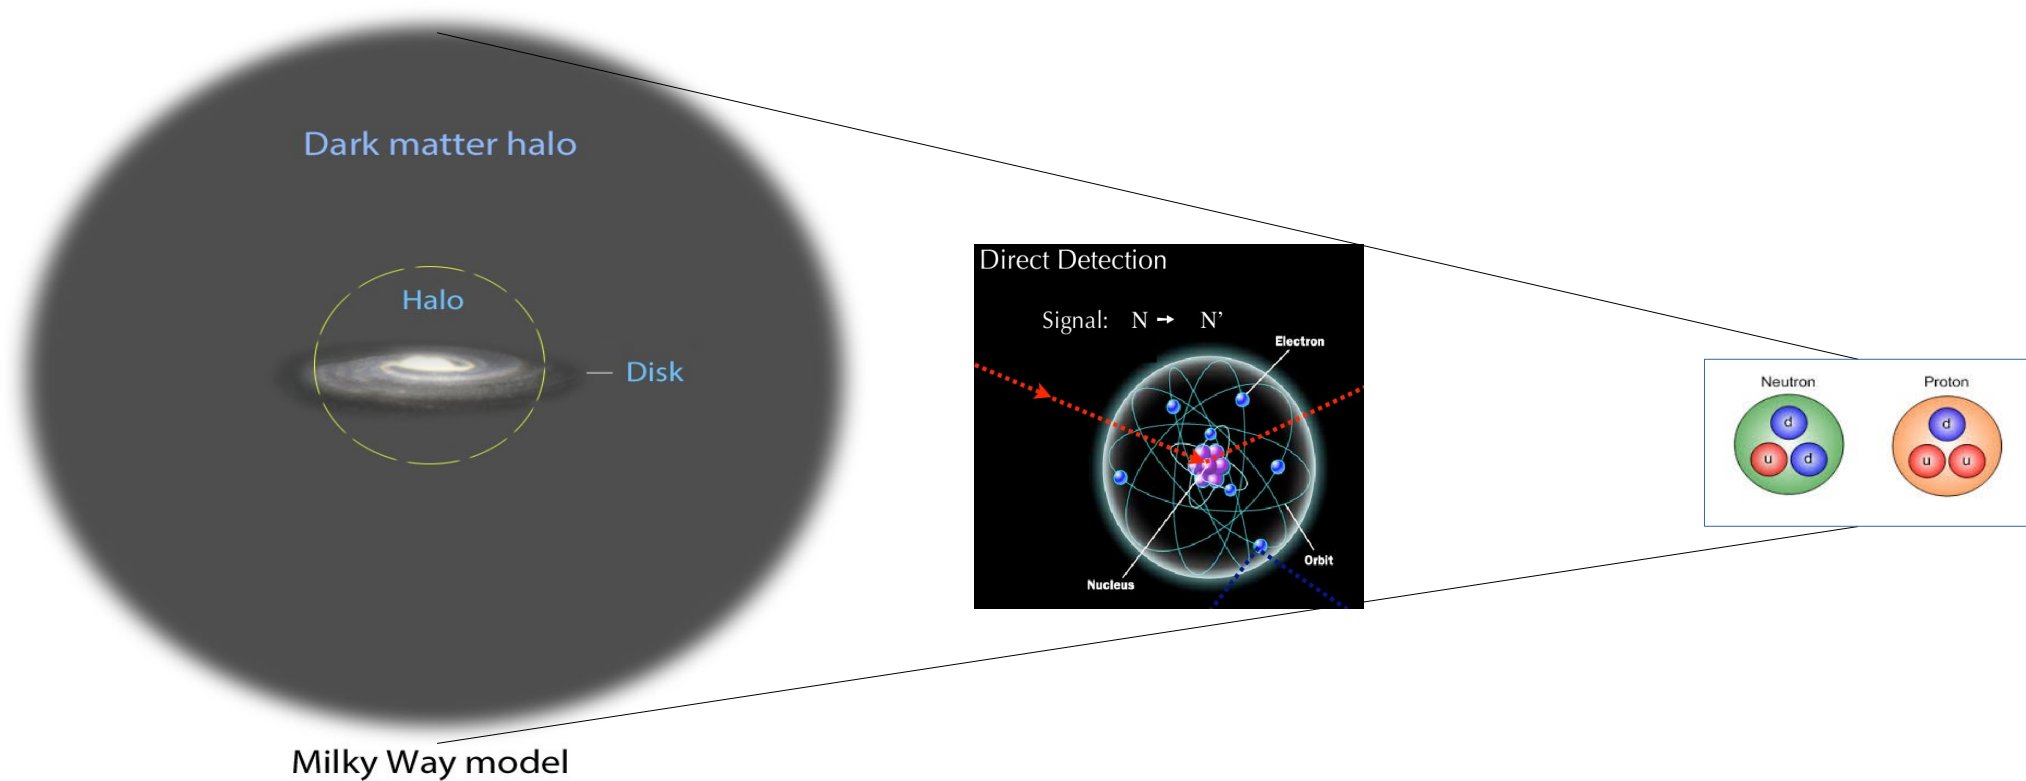 Dark matter halo
Halo
Disk
Milky Way model
Direct Detection
Signal: N → N'
Electron
Orbit
Nucleus
Neutron
d
u d
Proton
d
u u